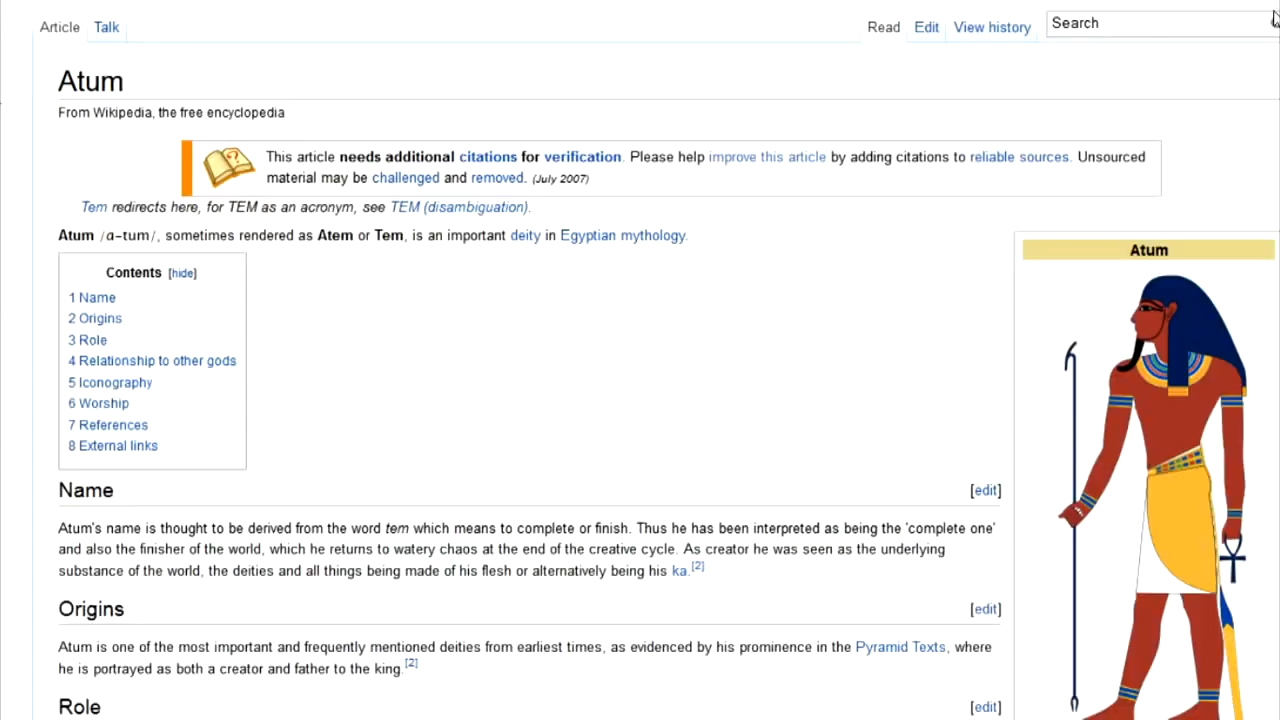 Article Talk Read Edit View history Search
Atum
From Wikipedia, the free encyclopedia
This article needs additional citations for verification. Please help improve this article by adding citations to reliable sources. Unsourced
material may be challenged and removed. (July 2007)
Tem redirects here, for TEM as an acronym, see TEM (disambiguation).
Atum /ɑ-tum/, sometimes rendered as Atem or Tem, is an important deity in Egyptian mythology.
Atum
Contents [hide]
1 Name
2 Origins
3 Role
4 Relationship to other gods
5 Iconography
6 Worship
7 References
8 External links
Name [edit]
Atum's name is thought to be derived from the word tem which means to complete or finish. Thus he has been interpreted as being the 'complete one'
and also the finisher of the world, which he returns to watery chaos at the end of the creative cycle. As creator he was seen as the underlying
substance of the world, the deities and all things being made of his flesh or alternatively being his ka.[2]
Origins [edit]
Atum is one of the most important and frequently mentioned deities from earliest times, as evidenced by his prominence in the Pyramid Texts, where
he is portrayed as both a creator and father to the king.[2]
Role [edit]